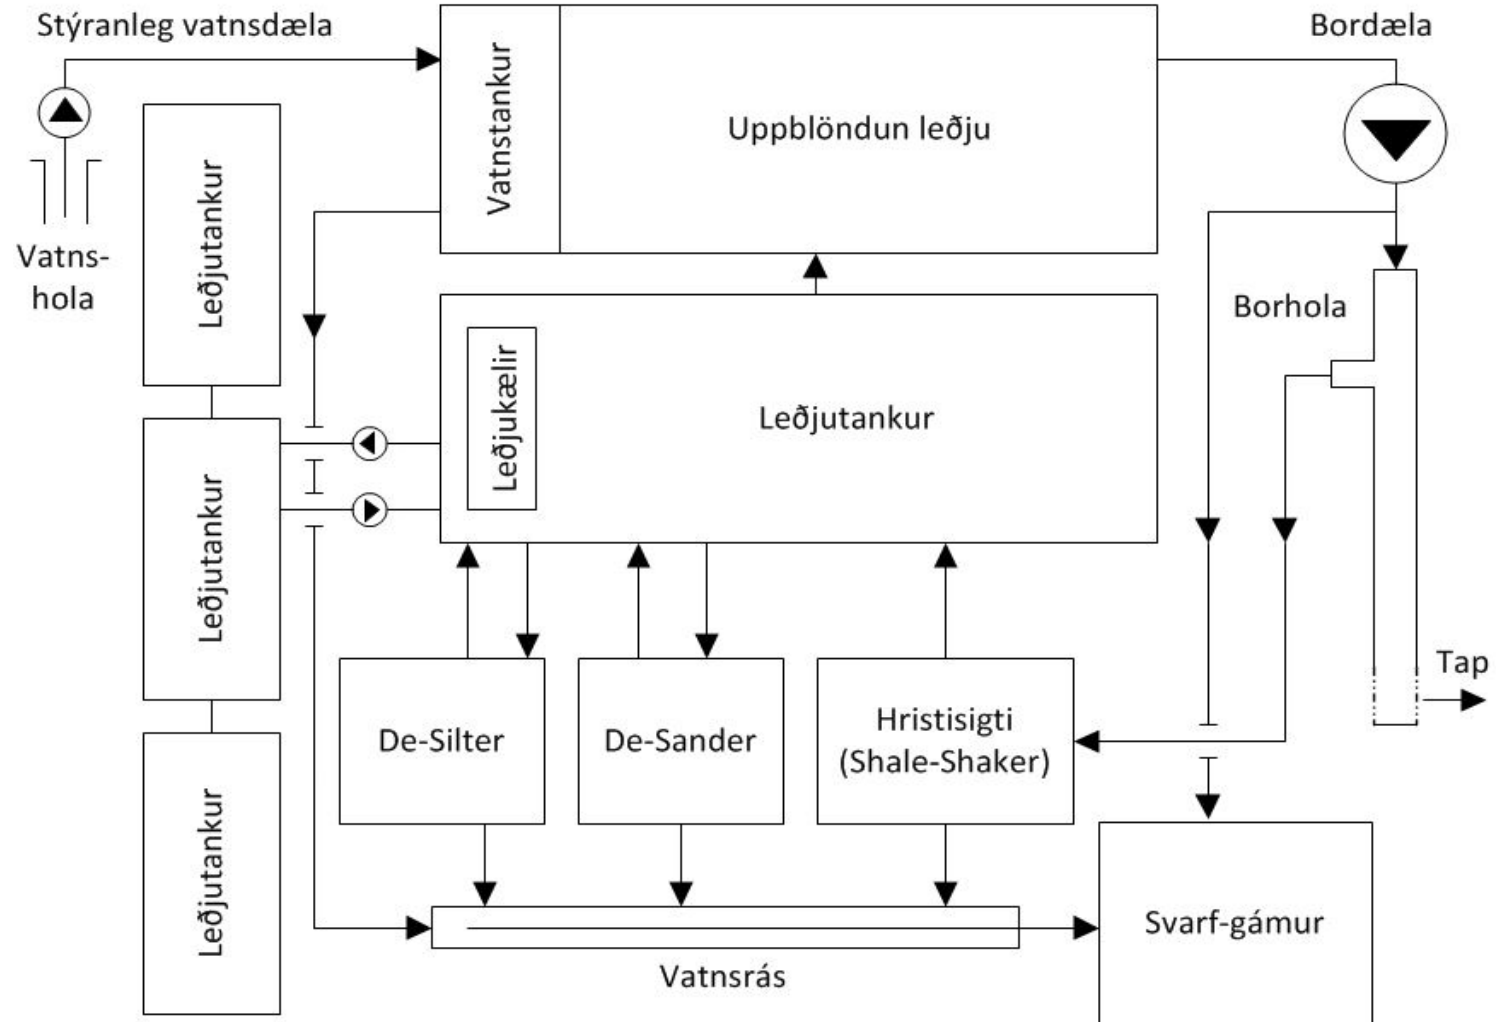 Stýranleg vatnsdæla
Bordæla
Vatnstankur
Uppblöndun leðju
Leðjutankur
Vatns-
hola
Borhola
Leðjukælir
Leðjutankur
Leðjutankur
Tap
De-Silter
De-Sander
Hristisigti
(Shale-Shaker)
Leðjutankur
Svarf-gámur
Vatnsrás